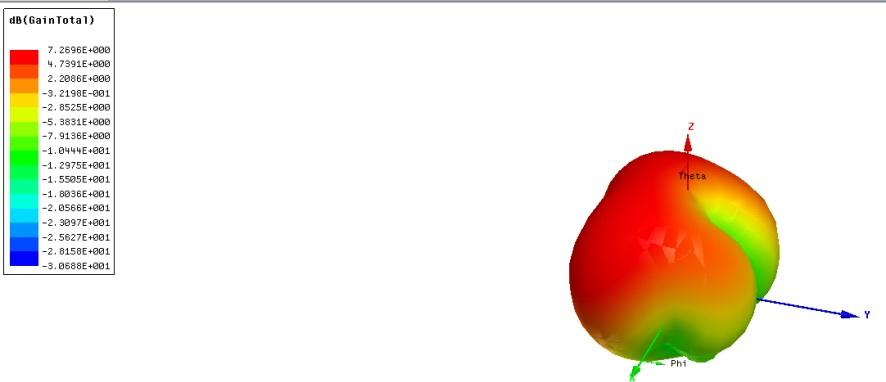 dB(GainTotal)
7.2696E+000
4.7391E+000
2.2086E+000
-3.2198E-001
-2.8525E+000
-5.3831E+000
-7.9136E+000
-1.0444E+001
-1.2975E+001
-1.5505E+001
-1.8036E+001
-2.0566E+001
-2.3097E+001
-2.5627E+001
-2.8158E+001
-3.0688E+001
Z
Theta
Y
Phi
X